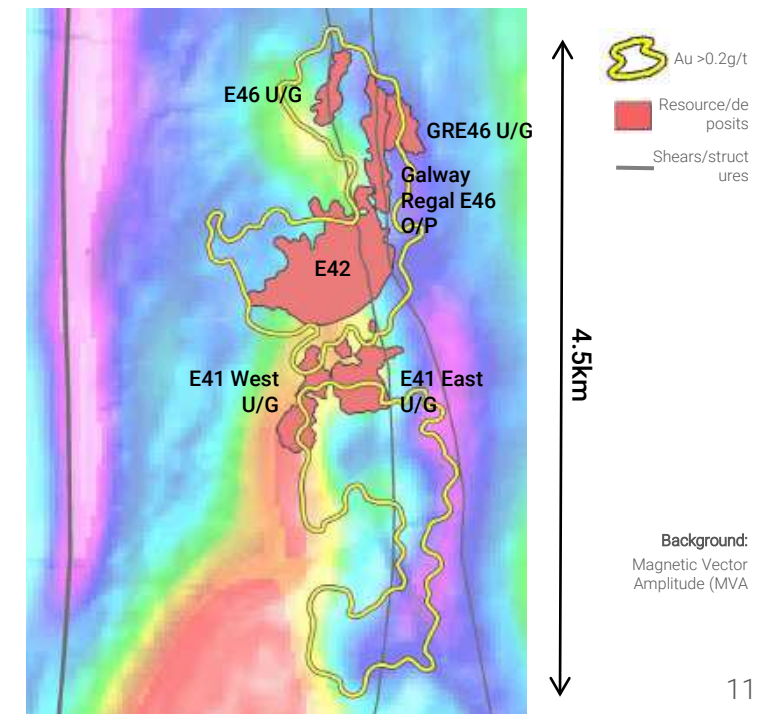 E46 U/G
GRE46 U/G
Galway
Regal E46
O/P
E42
E41 West
U/G
E41 East
U/G
4.5km
Au >0.2g/t
Resource/de
posits
Shears/struct
ures
Background:
Magnetic Vector
Amplitude (MVA
11